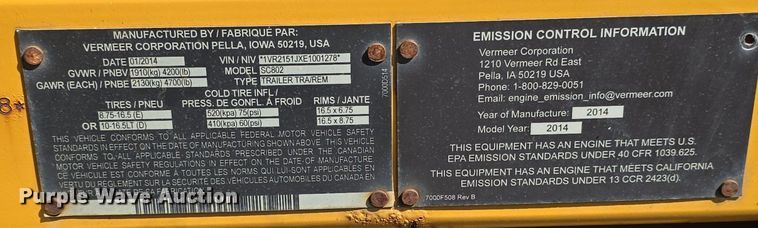 MANUFACTURED BY / FABRIQUÉ PAR:
VERMEER CORPORATION PELLA, IOWA 50219, USA
DATE 01/2014 VIN / NIV *1VR2151JXE1001278*
GVWR / PNBV 1910(kg) 4200(lb) MODEL SC802
GAWR (EACH) / PNBE 2130(kg) 4700(lb) TYPE TRAILER TRA/REM
COLD TIRE INFL /
TIRES / PNEU PRESS. DE GONFL. À FROID RIMS / JANTE
8.75-16.5 (E) 520(kpa) 75(psi) 16.5 x 6.75
OR 10-16.5LT (D) 410(kpa) 60(psi) 16.5 x 8.75
THIS VEHICLE CONFORMS TO ALL APPLICABLE FEDERAL MOTOR VEHICLE SAFETY
STANDARDS IN EFFECT ON THE DATE OF MANUFACTURING SHOWN ABOVE. THIS VEHICLE
CONFORMS TO ALL APPLICABLE STANDARDS PRESCRIBED UNDER THE CANADIAN
MOTOR VEHICLE SAFETY REGULATIONS IN EFFECT ON THE DATE OF MANUFACTURE.
CE VÉHICULE EST CONFORME À TOUTES LES NORMES QUI LUI-SONT APPLICABLES EN
VERTU DU RÈGLEMENT SUR LA SÉCURITÉ DES VÉHICULES AUTOMOBILES DU CANADA EN
700DD514
8*
EMISSION CONTROL INFORMATION
Vermeer Corporation
1210 Vermeer Rd East
Pella, IA 50219 USA
Phone: 1-800-829-0051
Email: engine_emission_info@vermeer.com
Year of Manufacture: 2014
Model Year: 2014
THIS EQUIPMENT HAS AN ENGINE THAT MEETS U.S.
EPA EMISSION STANDARDS UNDER 40 CFR 1039.625.
THIS EQUIPMENT HAS AN ENGINE THAT MEETS CALIFORNIA
EMISSION STANDARDS UNDER 13 CCR 2423(d).
700DF508 Rev B
Purple Wave Auction